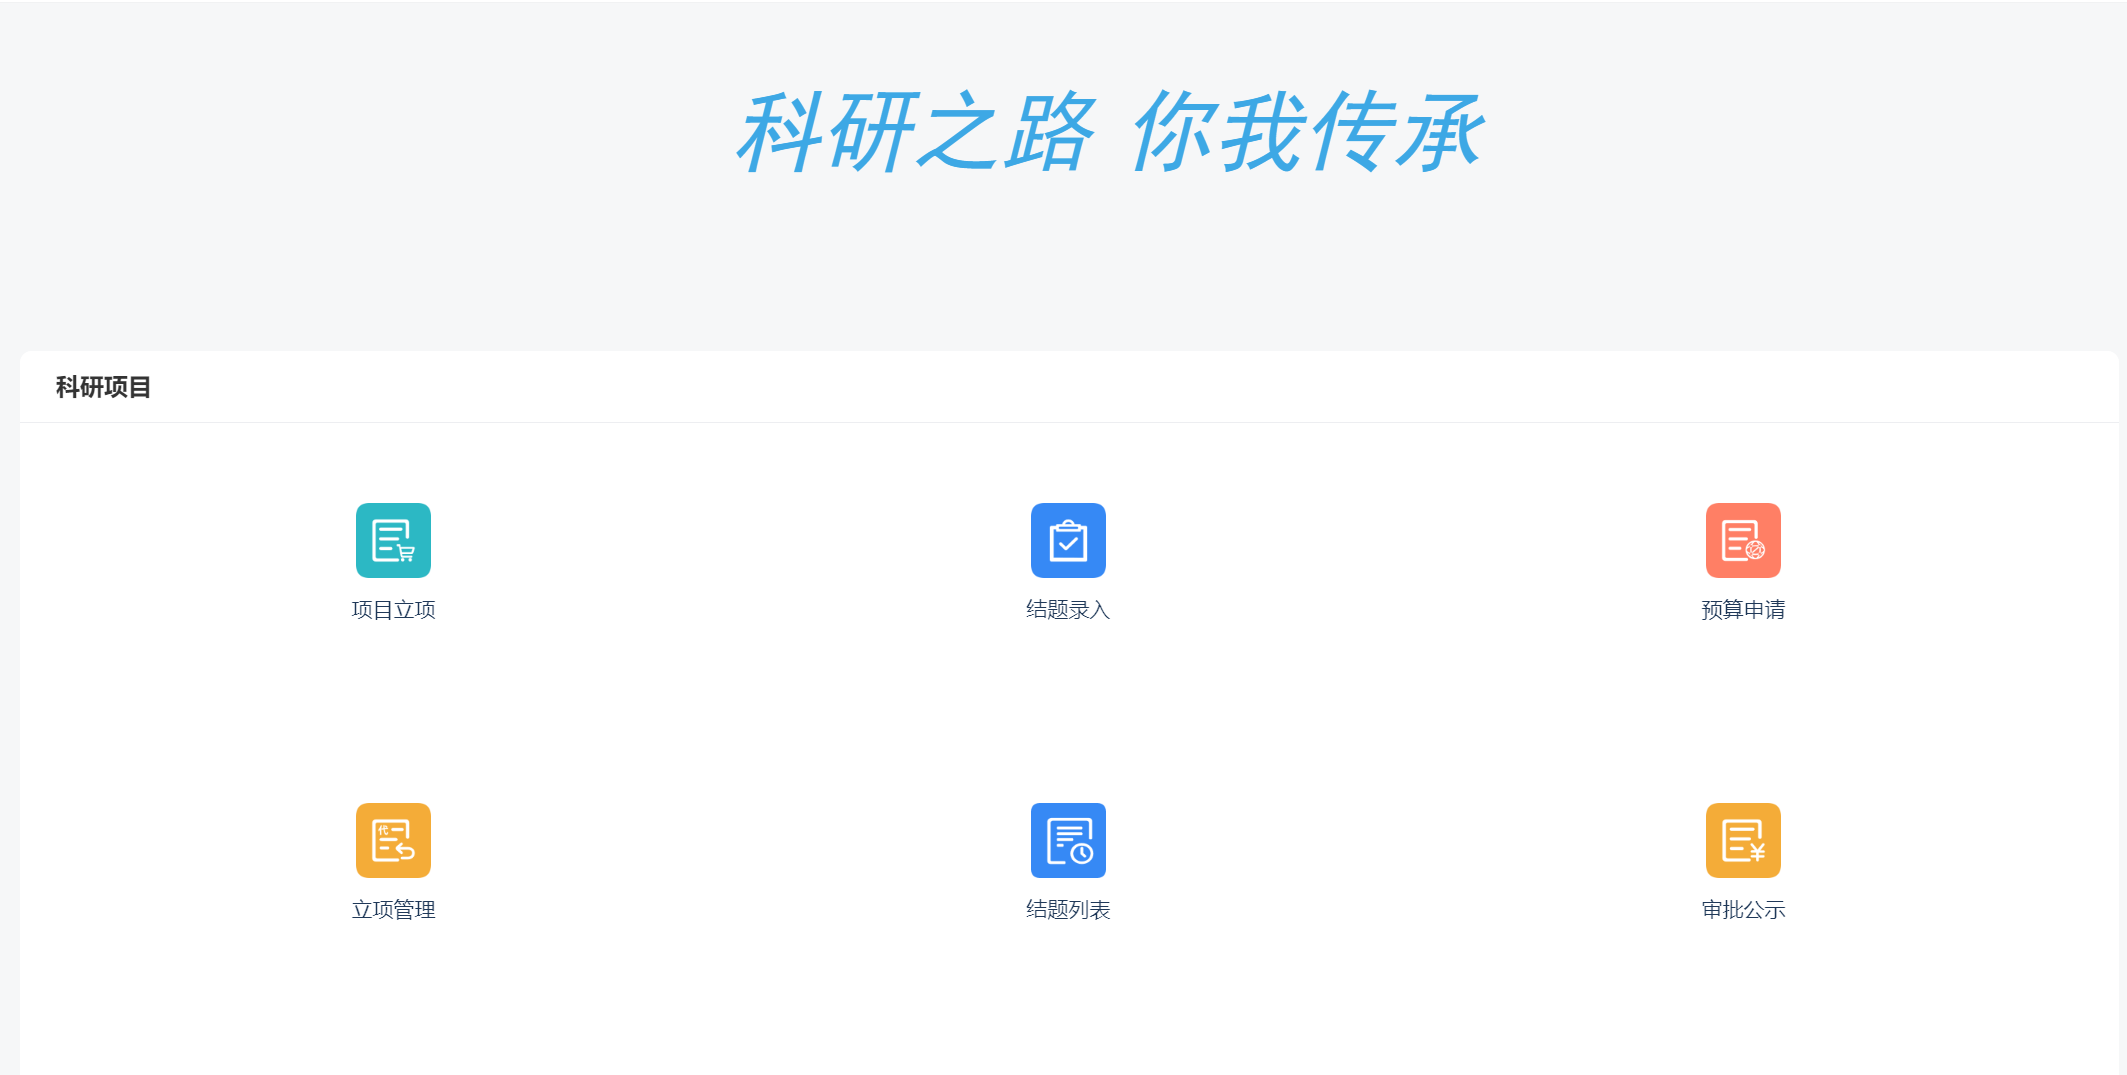 科研之路 你我传承
科研项目
项目立项
结题录入
预算申请
代
立项管理
结题列表
¥
审批公示